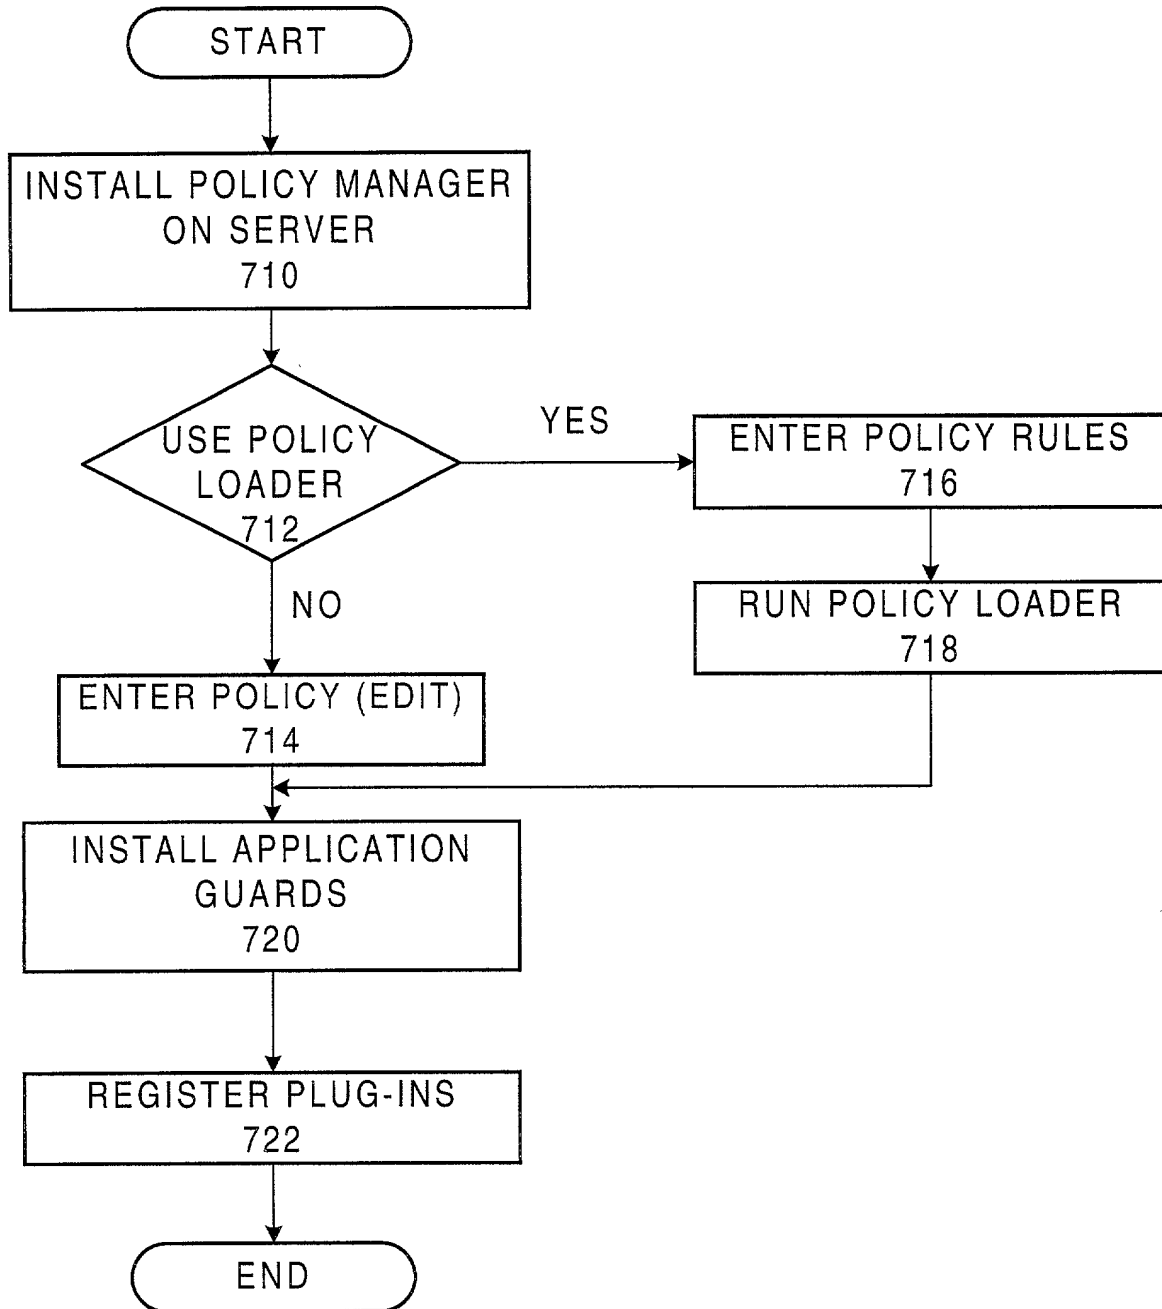 START
INSTALL POLICY MANAGER
ON SERVER
710
USE POLICY
LOADER
712
YES
ENTER POLICY RULES
716
RUN POLICY LOADER
718
NO
ENTER POLICY (EDIT)
714
INSTALL APPLICATION
GUARDS
720
REGISTER PLUG-INS
722
END